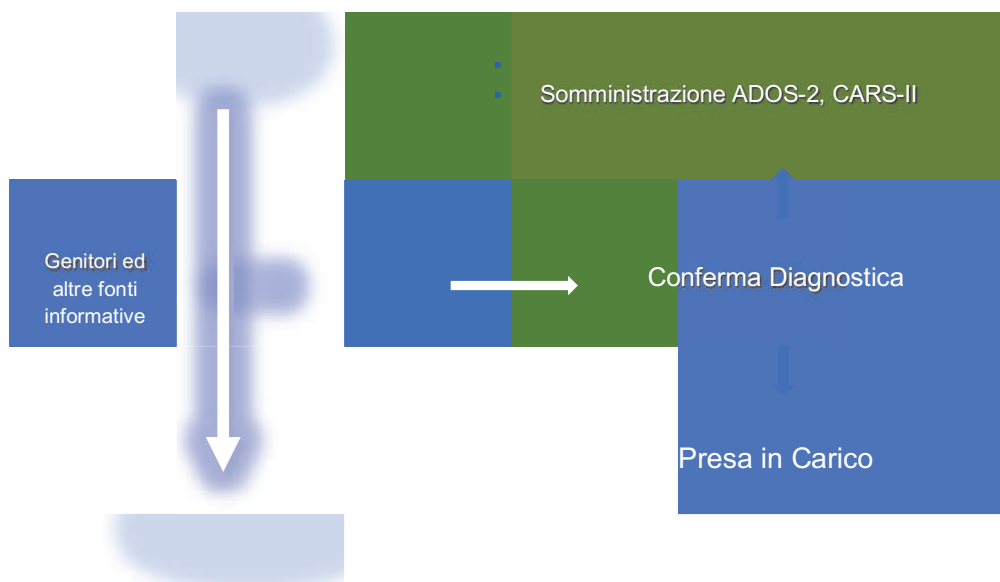 Somministrazione ADOS-2, CARS-II
Genitori ed
altre fonti
informative
Conferma Diagnostica
Presa in Carico